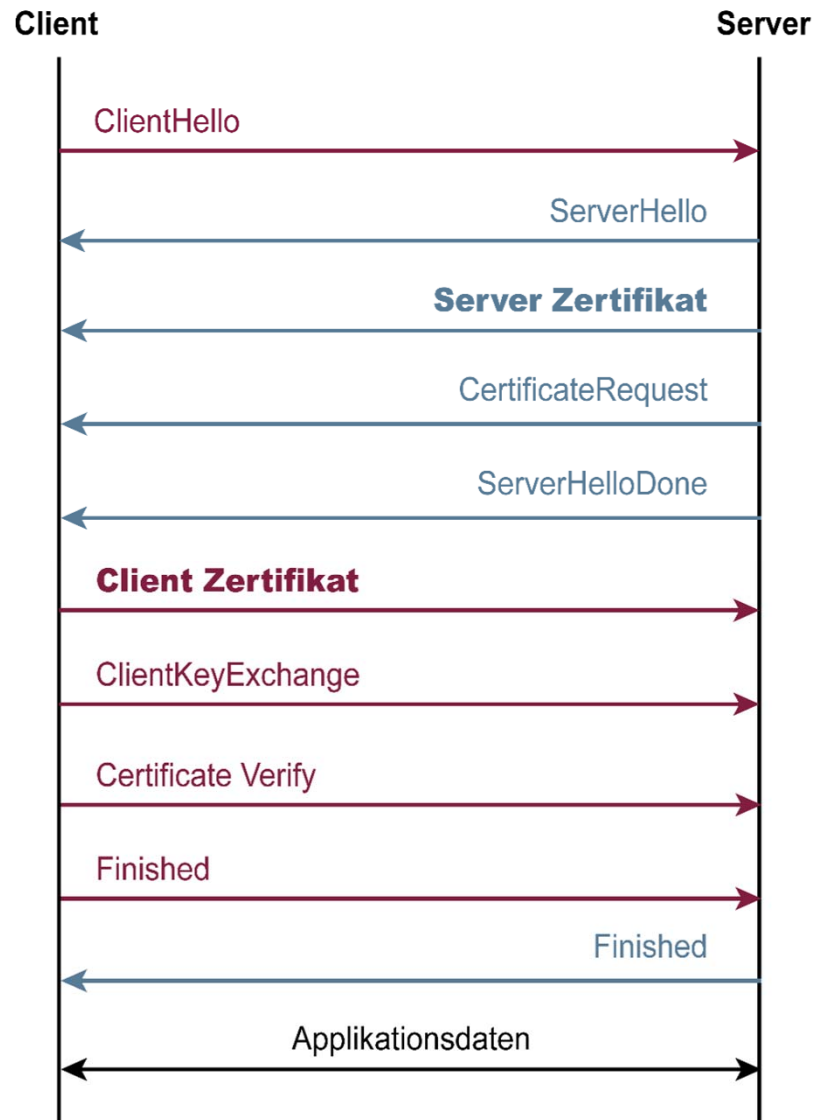 Client
Server
ClientHello
ServerHello
Server Zertifikat
CertificateRequest
ServerHelloDone
Client Zertifikat
ClientKeyExchange
Certificate Verify
Finished
Finished
Applikationsdaten